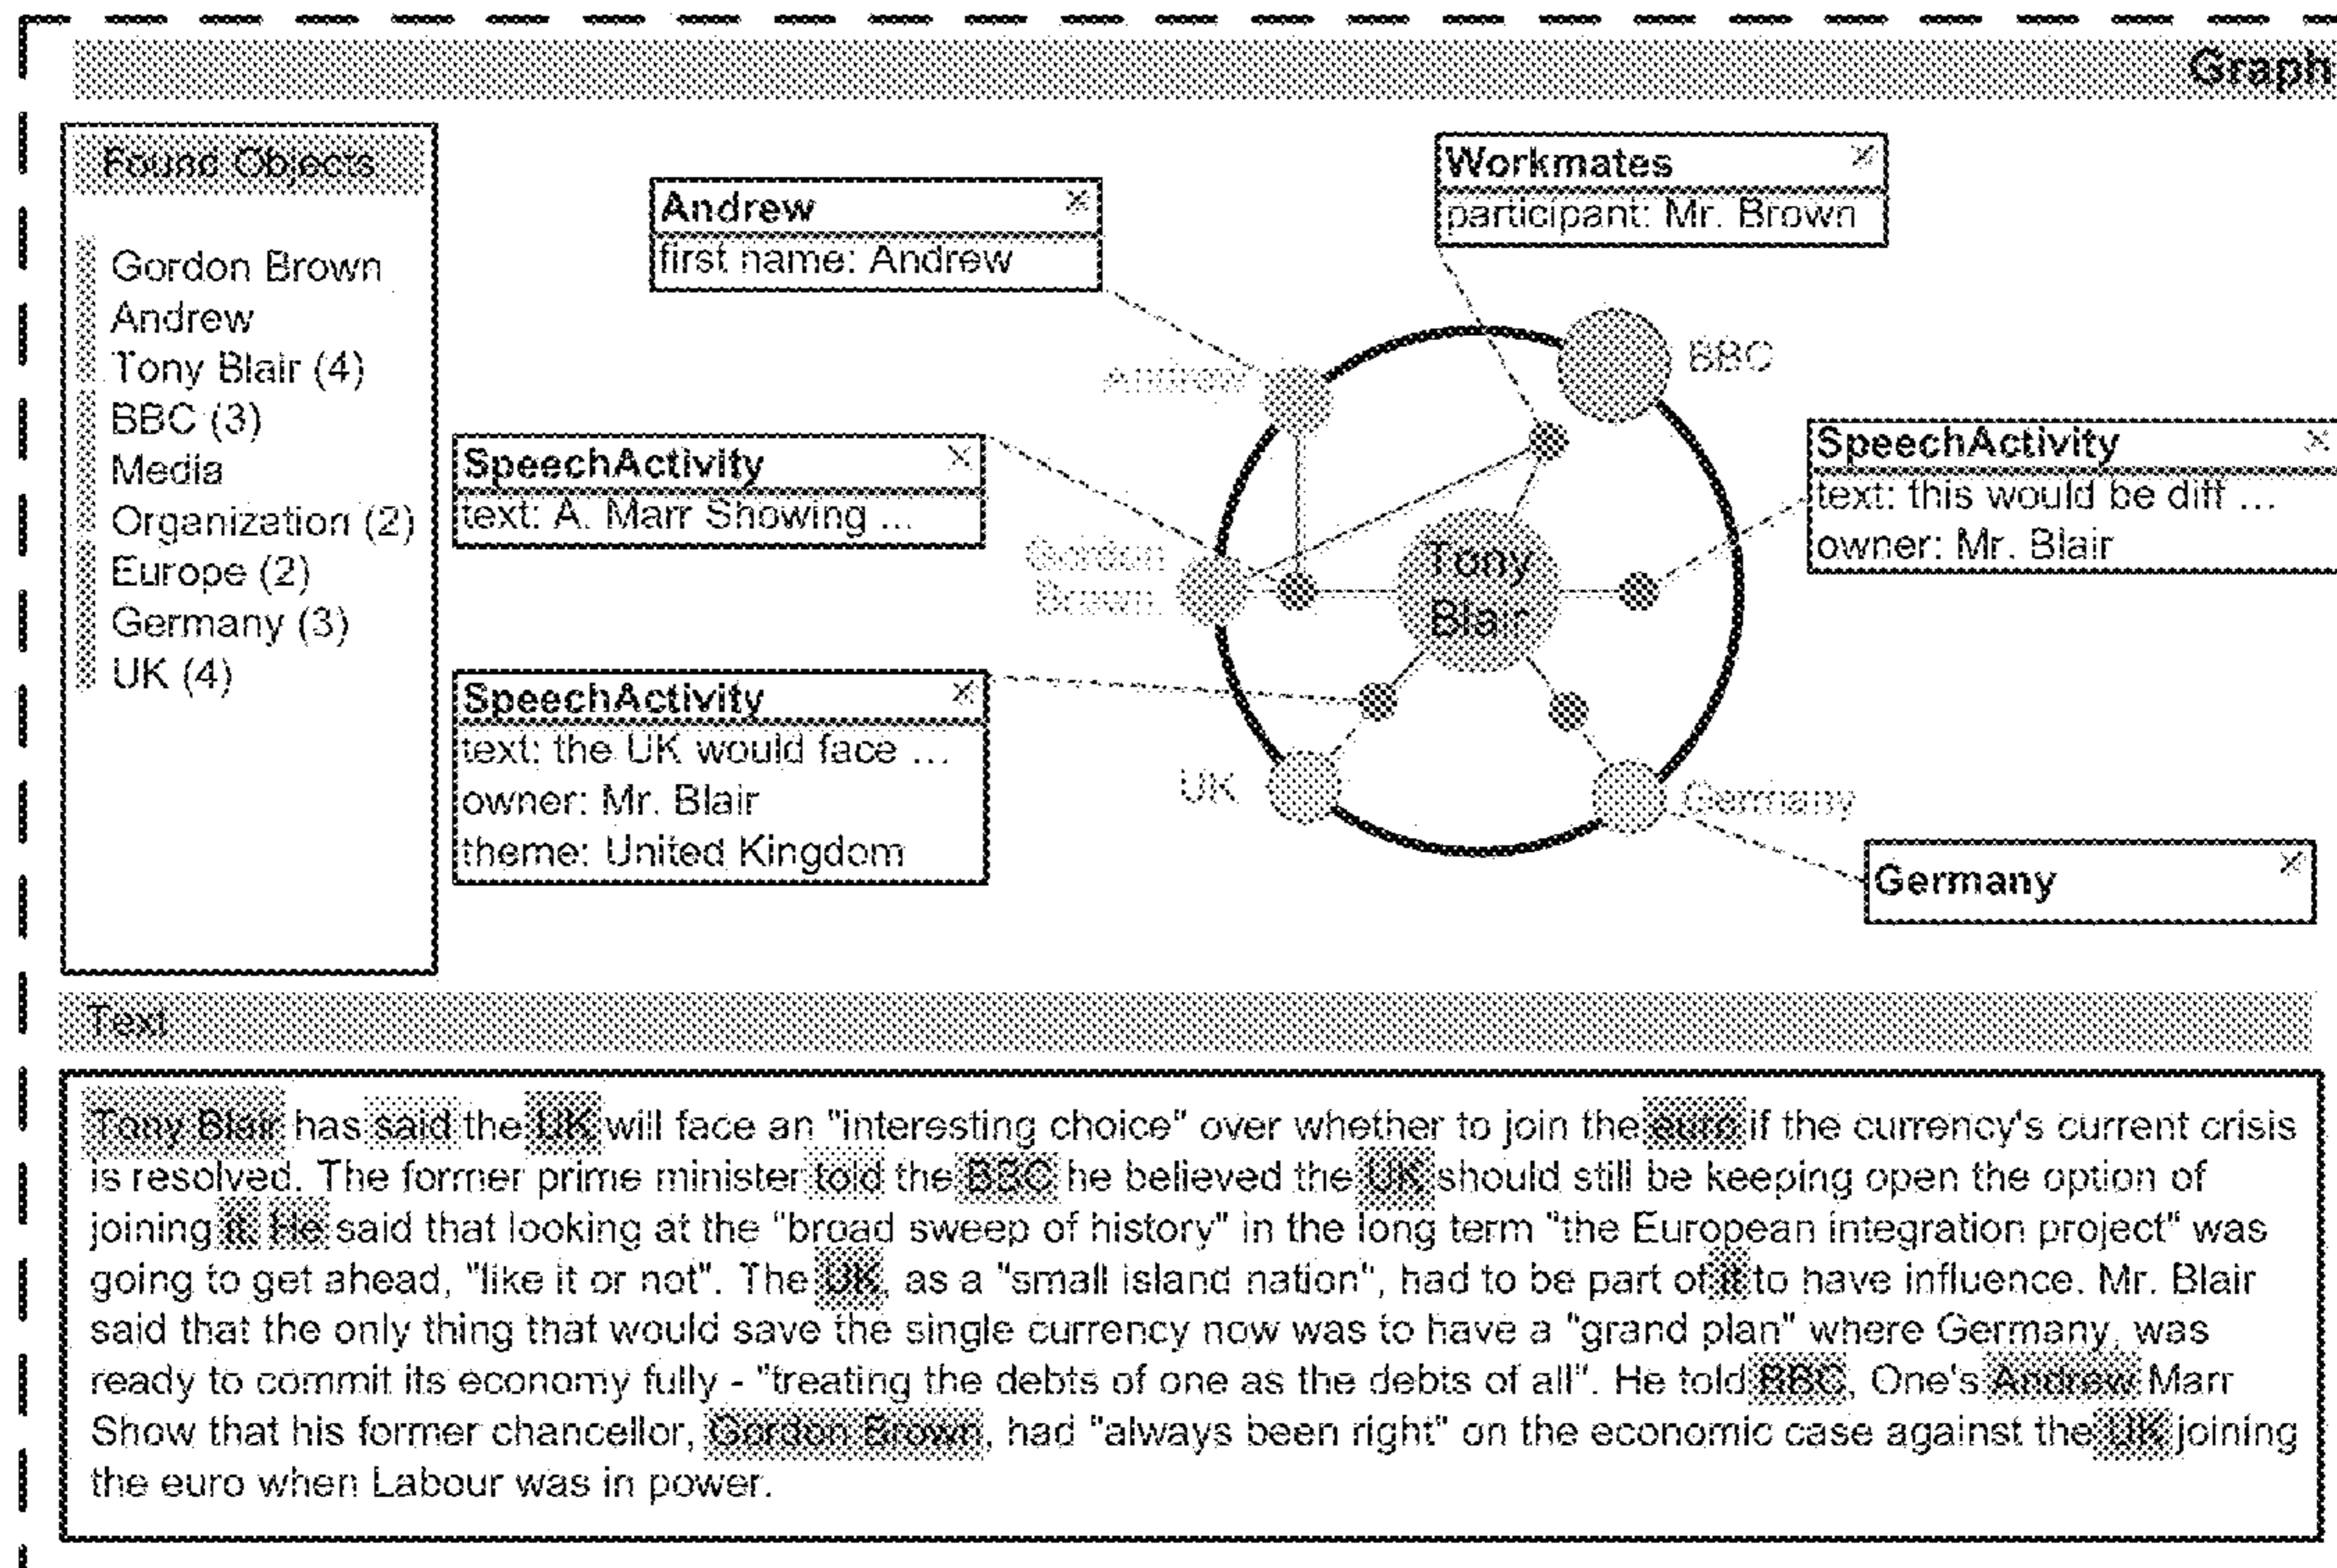 Graph
Found Objects
Gordon Brown
Andrew
Tony Blair (4)
BBC (3)
Media
Organization (2)
Europe (2)
Germany (3)
UK (4)
Andrew
first name: Andrew
Workmates
participant: Mr. Brown
Andrew
BBC
SpeechActivity
text: A. Marr Showing ...
SpeechActivity
text: this would be diff ...
owner: Mr. Blair
Gordon
Brown
Tony
Blair
SpeechActivity
text: the UK would face ...
owner: Mr. Blair
theme: United Kingdom
UK
Germany
Germany
Text
Tony Blair has said the UK will face an "interesting choice" over whether to join the euro if the currency's current crisis
is resolved. The former prime minister told the BBC he believed the UK should still be keeping open the option of
joining it. He said that looking at the "broad sweep of history" in the long term "the European integration project" was
going to get ahead, "like it or not". The UK, as a "small island nation", had to be part of it to have influence. Mr. Blair
said that the only thing that would save the single currency now was to have a "grand plan" where Germany, was
ready to commit its economy fully - "treating the debts of one as the debts of all". He told BBC, One's Andrew Marr
Show that his former chancellor, Gordon Brown, had "always been right" on the economic case against the UK joining
the euro when Labour was in power.